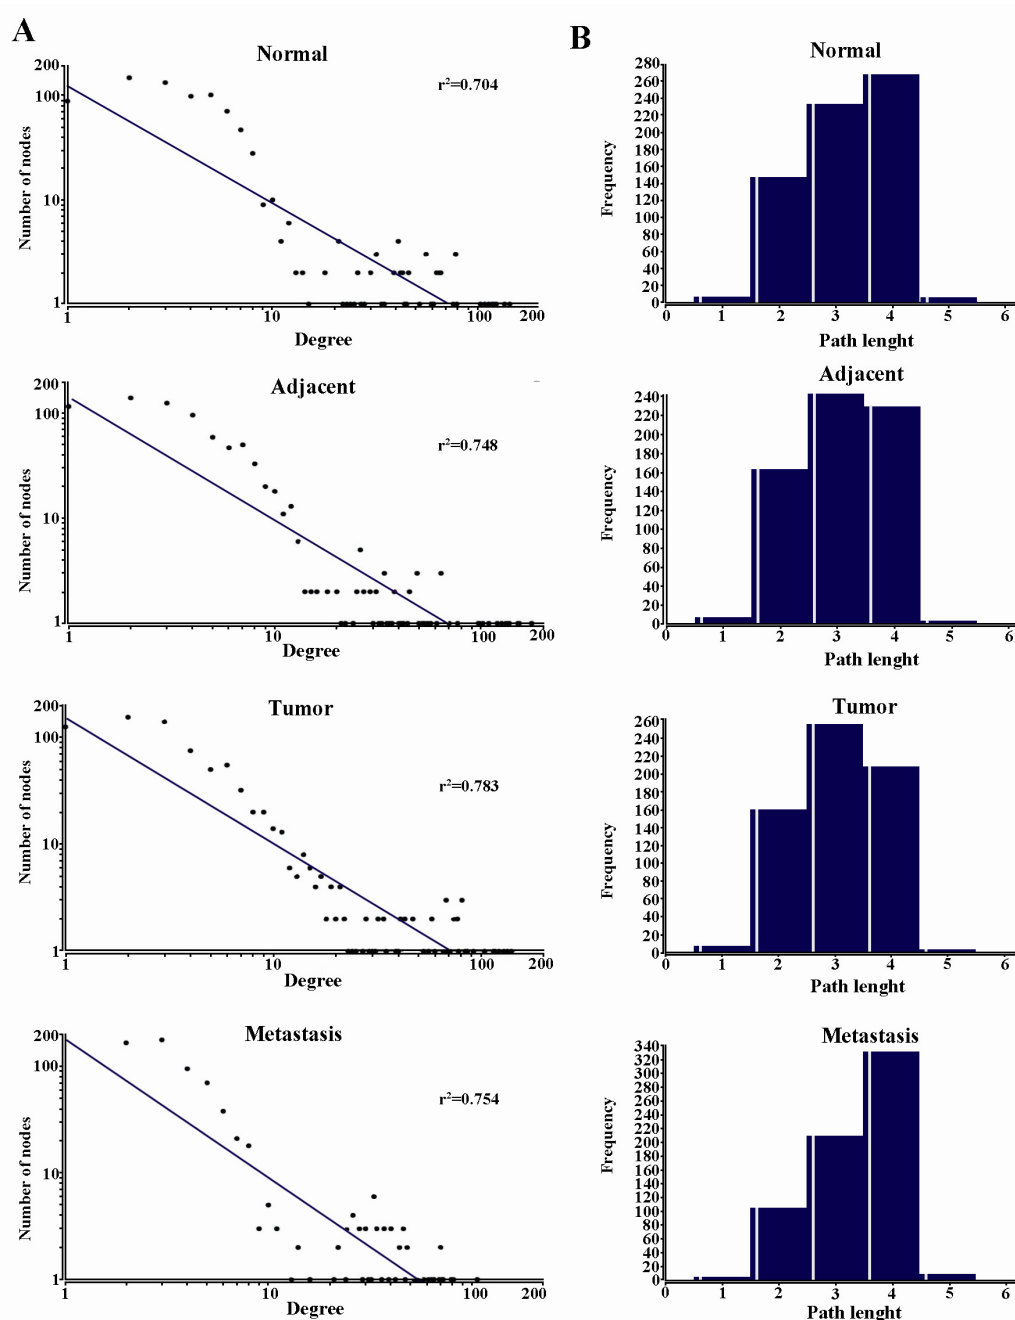 A
B
Normal
r²=0.704
Number of nodes
200
100
10
1
1 10 100 200
Degree
Normal
Frequency
280
260
240
220
200
180
160
140
120
100
80
60
40
20
0
0 1 2 3 4 5 6
Path lenght
Adjacent
r²=0.748
Number of nodes
200
100
10
1
1 10 100 200
Degree
Adjacent
Frequency
240
220
200
180
160
140
120
100
80
60
40
20
0
0 1 2 3 4 5 6
Path lenght
Tumor
r²=0.783
Number of nodes
200
100
10
1
1 10 100 200
Degree
Tumor
Frequency
260
240
220
200
180
160
140
120
100
80
60
40
20
0
0 1 2 3 4 5 6
Path lenght
Metastasis
r²=0.754
Number of nodes
200
100
10
1
1 10 100 200
Degree
Metastasis
Frequency
340
320
300
280
260
240
220
200
180
160
140
120
100
80
60
40
20
0
0 1 2 3 4 5 6
Path lenght